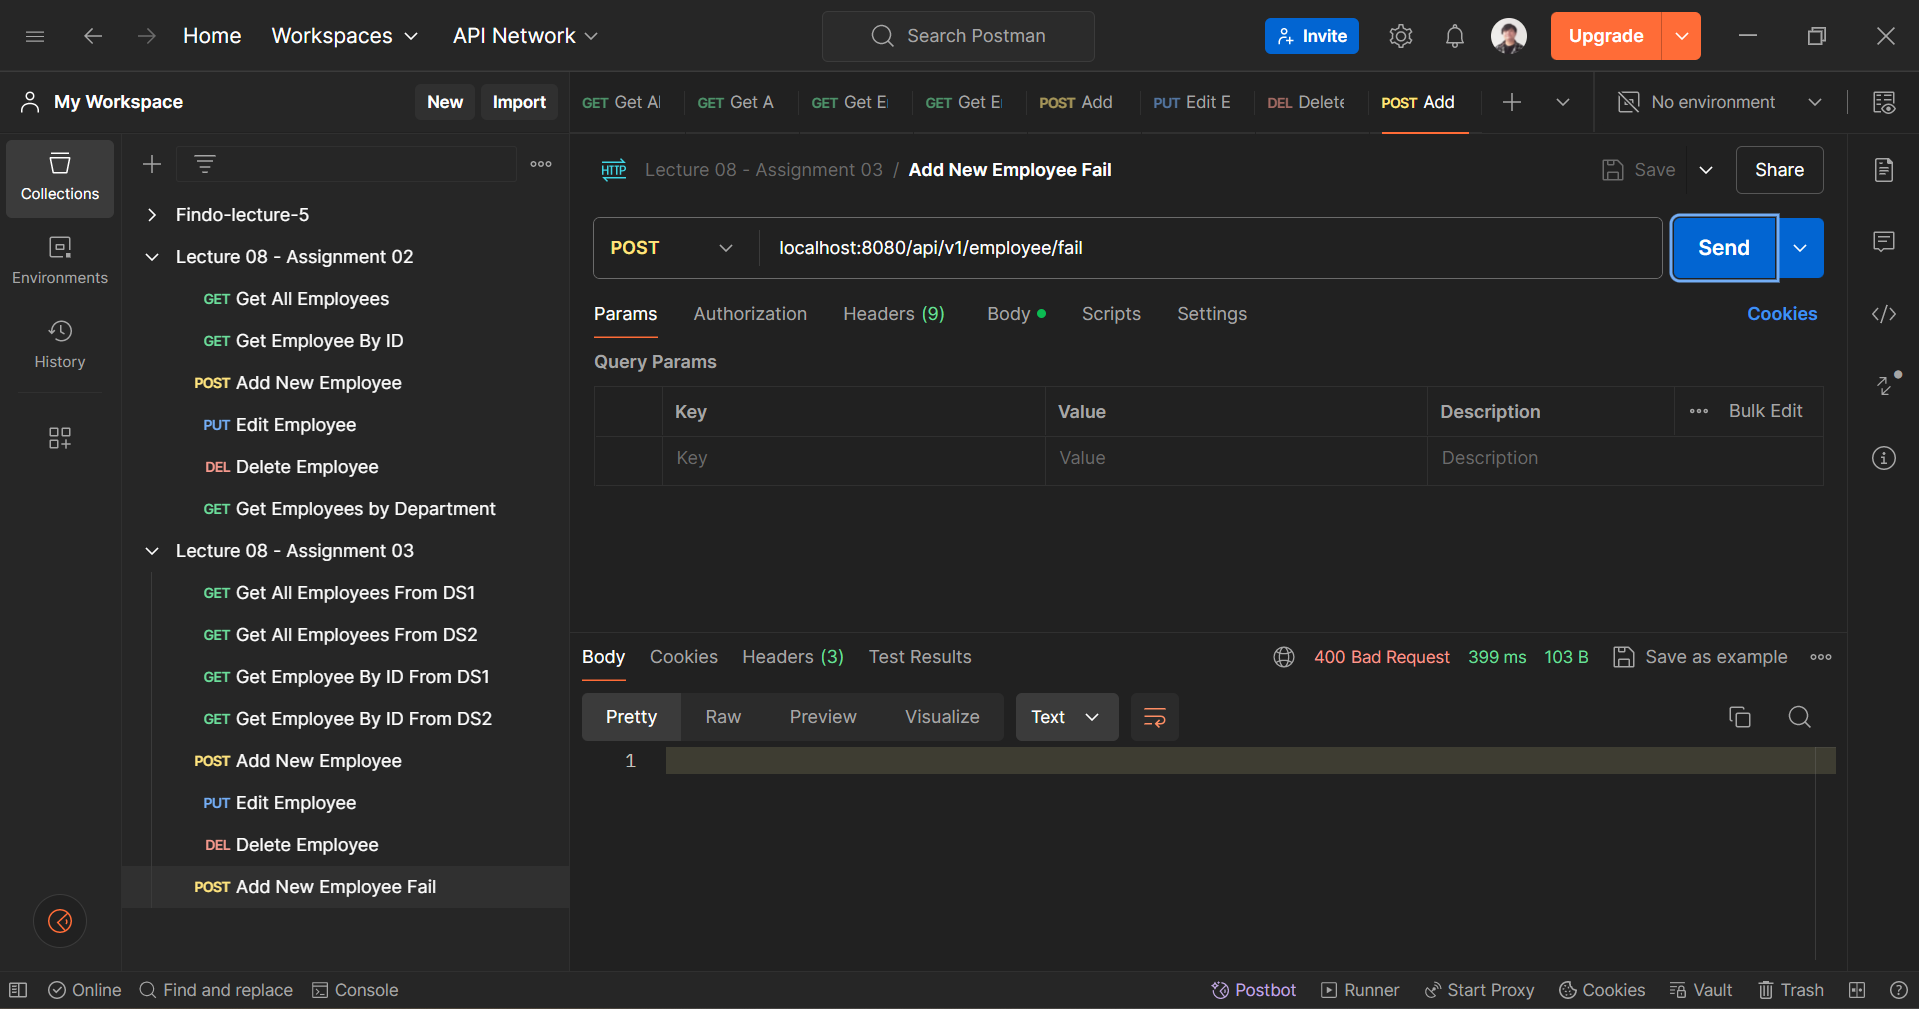 Home Workspaces API Network Search Postman Invite Upgrade
My Workspace New Import GET Get Al GET Get A GET Get E GET Get E POST Add PUT Edit E DEL Delete POST Add No environment
HTTP Lecture 08 - Assignment 03 / Add New Employee Fail Save Share
Collections
Environments
History
Findo-lecture-5
Lecture 08 - Assignment 02
GET Get All Employees
GET Get Employee By ID
POST Add New Employee
PUT Edit Employee
DEL Delete Employee
GET Get Employees by Department
Lecture 08 - Assignment 03
GET Get All Employees From DS1
GET Get All Employees From DS2
GET Get Employee By ID From DS1
GET Get Employee By ID From DS2
POST Add New Employee
PUT Edit Employee
DEL Delete Employee
POST Add New Employee Fail
POST localhost:8080/api/v1/employee/fail Send
Params Authorization Headers (9) Body Scripts Settings Cookies
Query Params
Key Value Description Bulk Edit
Key Value Description
Body Cookies Headers (3) Test Results 400 Bad Request 399 ms 103 B Save as example
Pretty Raw Preview Visualize Text
1
Online Find and replace Console Postbot Runner Start Proxy Cookies Vault Trash